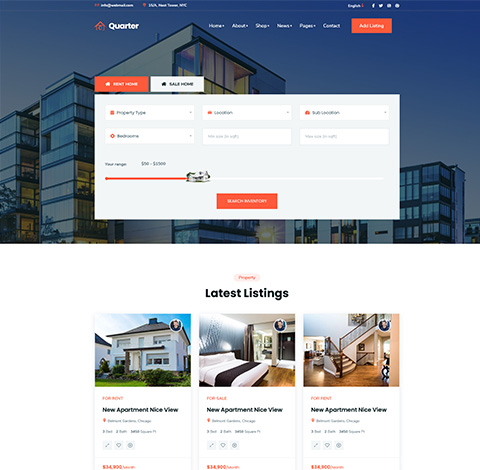 info@webmail.com 15/A, Nest Tower, NYC English
Quarter Home About Shop News Pages Contact Add Listing
RENT HOME SALE HOME
Property Type Location Sub Location
Bedrooms Min size (in sqft) Max size (in sqft)
Your range: $50 - $1500
SEARCH INVENTORY
Property
Latest Listings
FOR RENT FOR SALE FOR RENT
New Apartment Nice View New Apartment Nice View New Apartment Nice View
Belmont Gardens, Chicago Belmont Gardens, Chicago Belmont Gardens, Chicago
3 Bed 2 Bath 3450 Square Ft 3 Bed 2 Bath 3450 Square Ft 3 Bed 2 Bath 3450 Square Ft
$34,900/Month $34,900/Month $34,900/Month